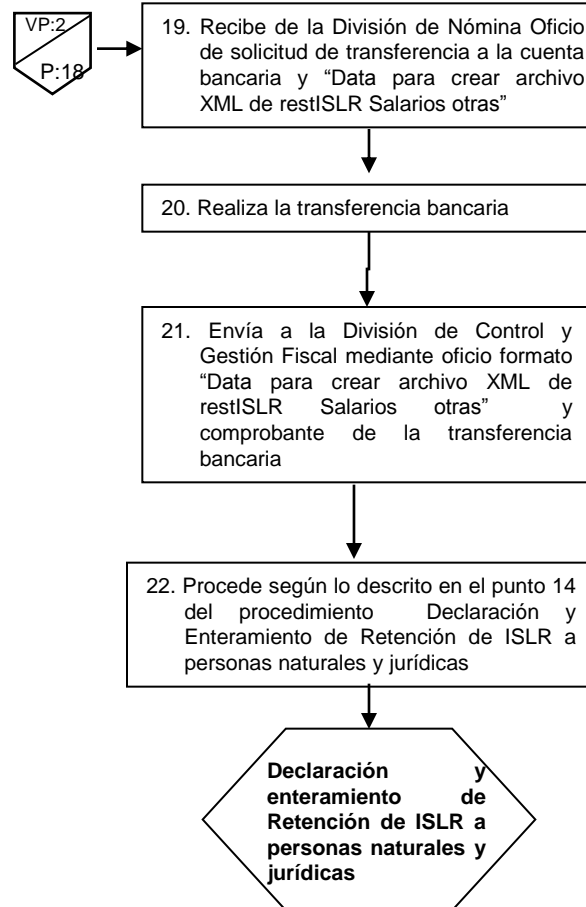 VP:2
P:18
19. Recibe de la División de Nómina Oficio
de solicitud de transferencia a la cuenta
bancaria y “Data para crear archivo
XML de restISLR Salarios otras”
20. Realiza la transferencia bancaria
21. Envía a la División de Control y
Gestión Fiscal mediante oficio formato
“Data para crear archivo XML de
restISLR Salarios otras” y
comprobante de la transferencia
bancaria
22. Procede según lo descrito en el punto 14
del procedimiento Declaración y
Enteramiento de Retención de ISLR a
personas naturales y jurídicas
Declaración y
enteramiento de
Retención de ISLR a
personas naturales y
jurídicas